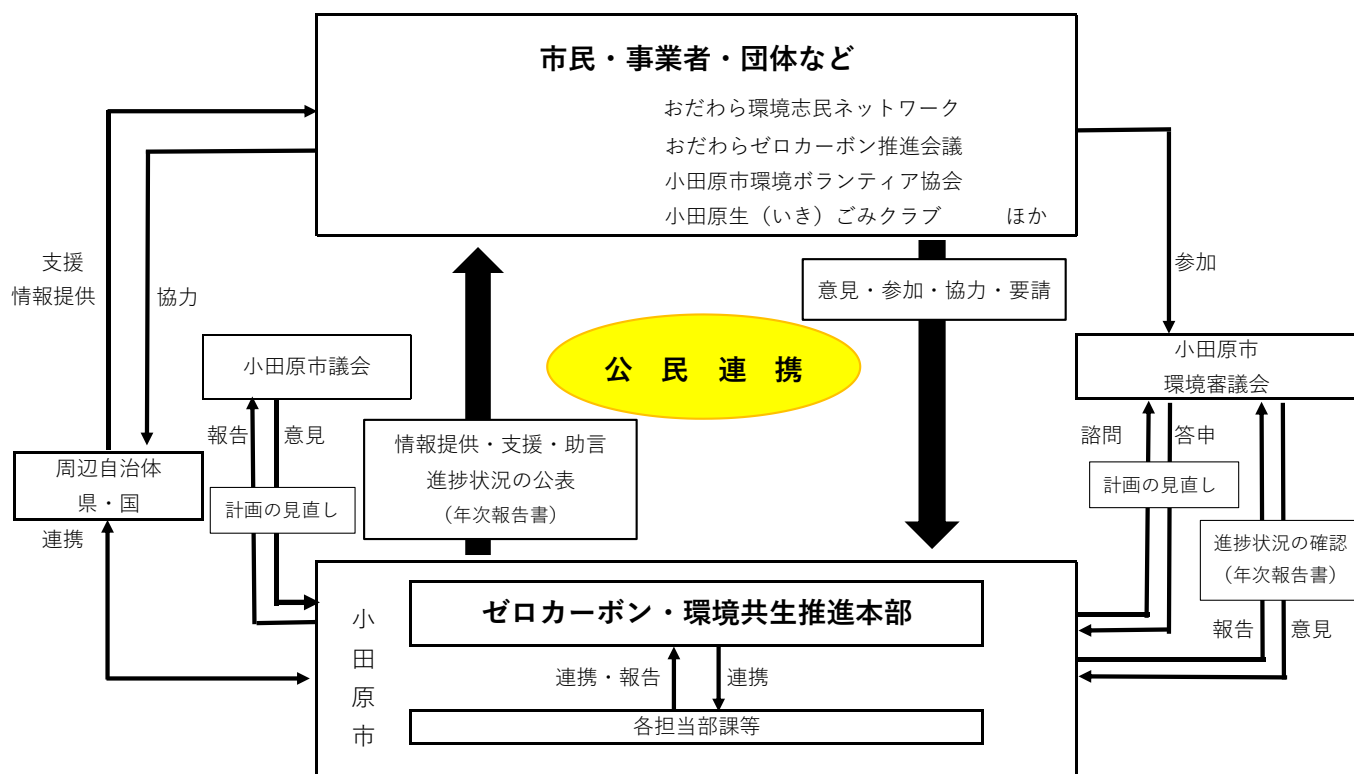 市民・事業者・団体など
おだわら環境志民ネットワーク
おだわらゼロカーボン推進会議
小田原市環境ボランティア協会
小田原生（いき）ごみクラブ　　ほか
支援
情報提供
協力
意見・参加・協力・要請
参加
公　民　連　携
小田原市議会
小田原市
環境審議会
報告
意見
情報提供・支援・助言
進捗状況の公表
（年次報告書）
諮問
答申
周辺自治体
県・国
計画の見直し
計画の見直し
連携
進捗状況の確認
（年次報告書）
報告
意見
小田原市
ゼロカーボン・環境共生推進本部
連携・報告
連携
各担当部課等